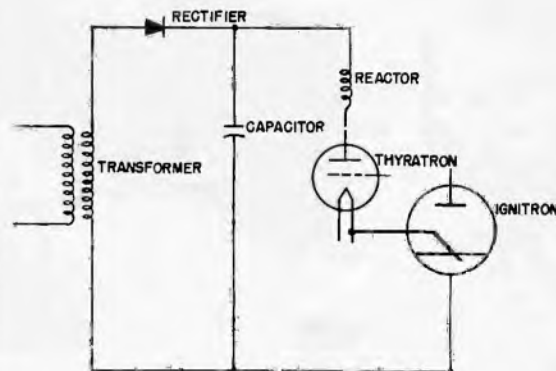 RECTIFIER
REACTOR
CAPACITOR
THYRATRON
TRANSFORMER
IGNITRON